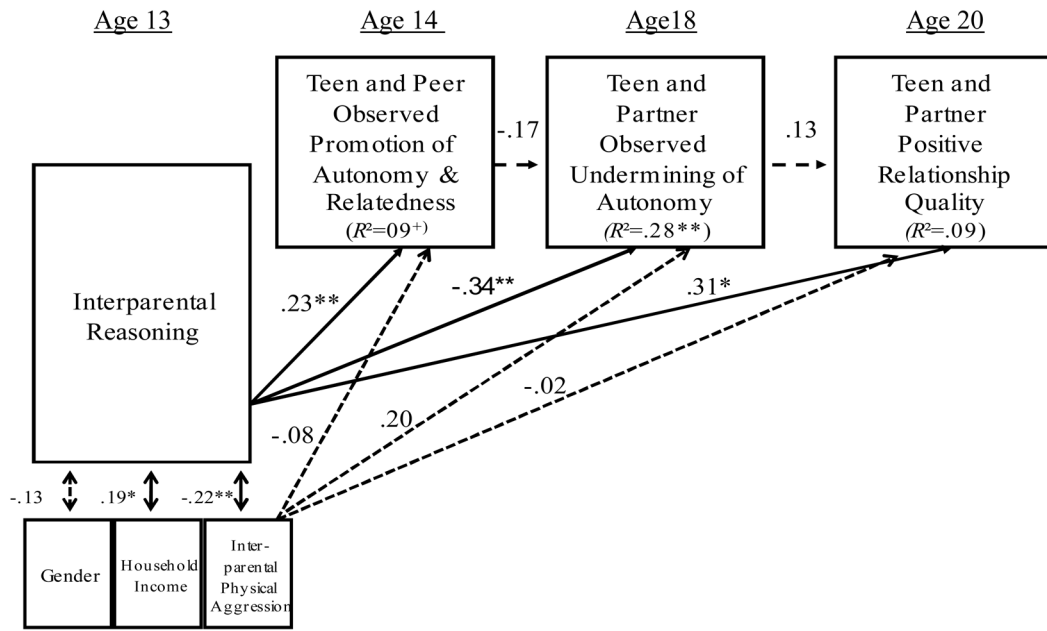 Age 13
Age 14
Age18
Age 20
Teen and Peer
Observed
Promotion of
Autonomy &
Relatedness
(R²=09⁺)
-.17
Teen and
Partner
Observed
Undermining of
Autonomy
(R²=.28**)
.13
Teen and
Partner
Positive
Relationship
Quality
(R²=.09)
Interparental
Reasoning
.23**
-.34**
.31*
-.08
.20
-.02
-.13
.19*
-.22**
Gender
Household
Income
Inter-
parental
Physical
Aggression